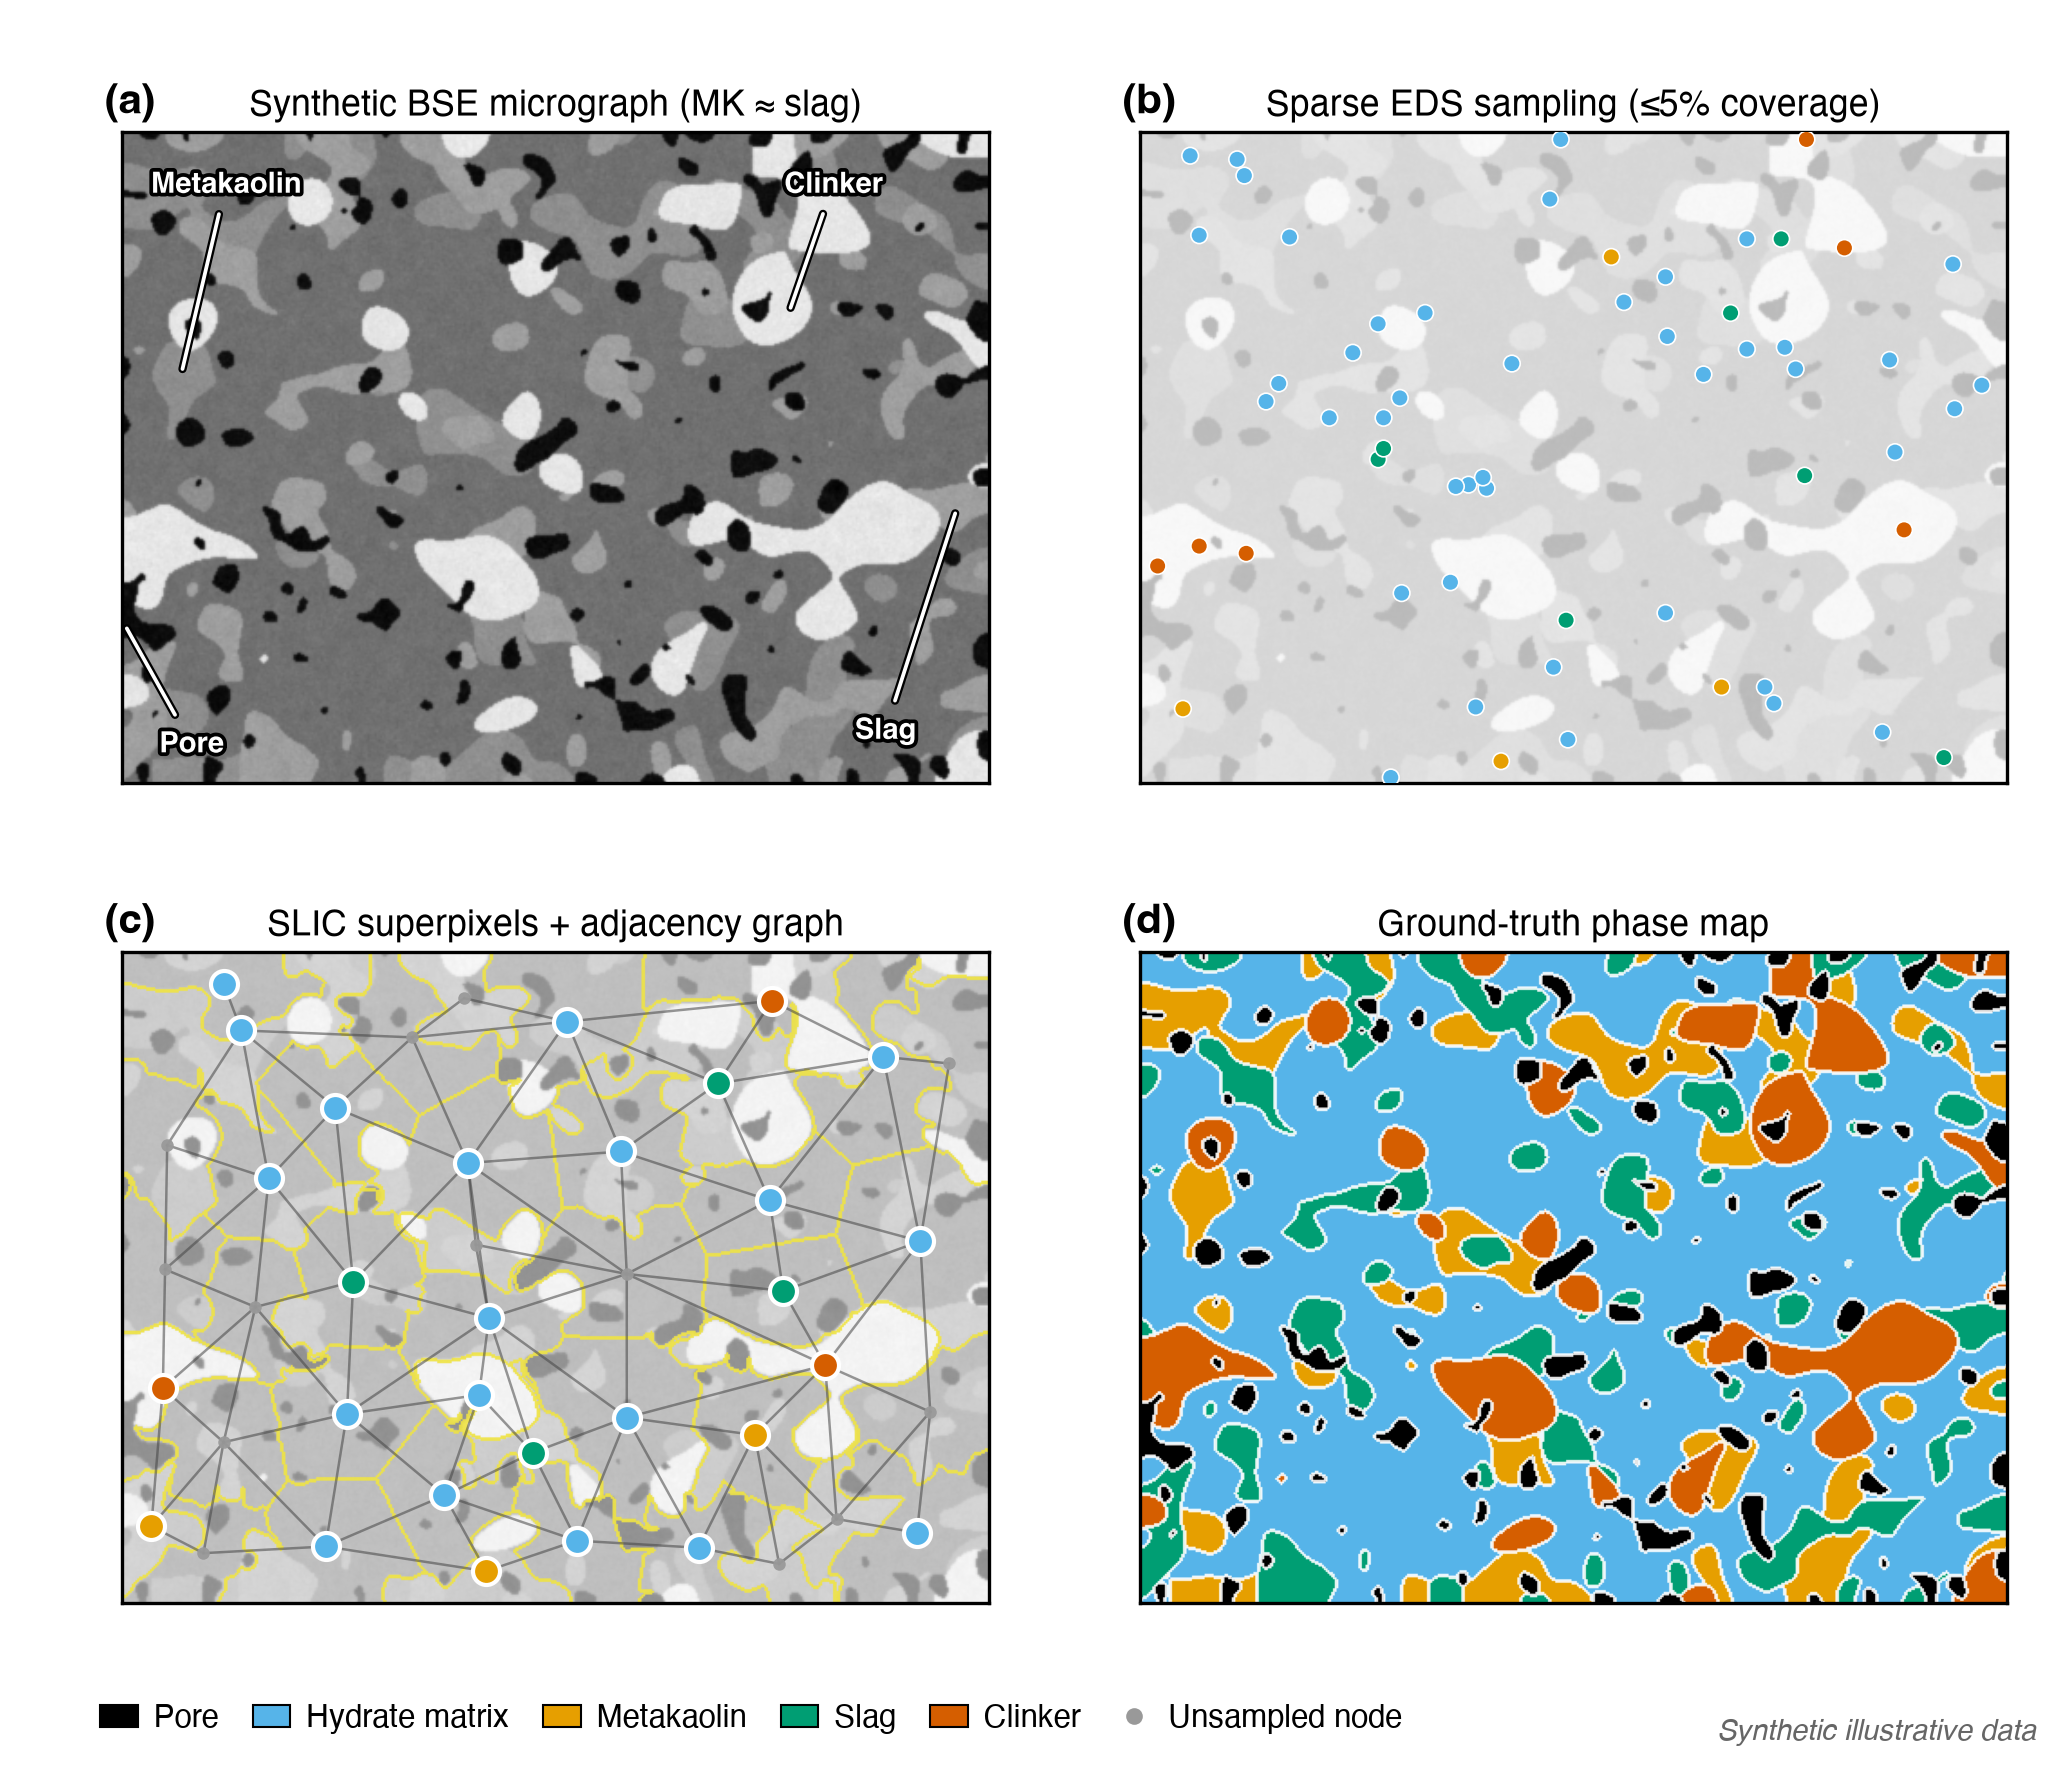 (a) Synthetic BSE micrograph (MK ≈ slag)
Metakaolin
Clinker
Pore
Slag
(b) Sparse EDS sampling (≤5% coverage)
(c) SLIC superpixels + adjacency graph
(d) Ground-truth phase map
Pore Hydrate matrix Metakaolin Slag Clinker Unsampled node
Synthetic illustrative data